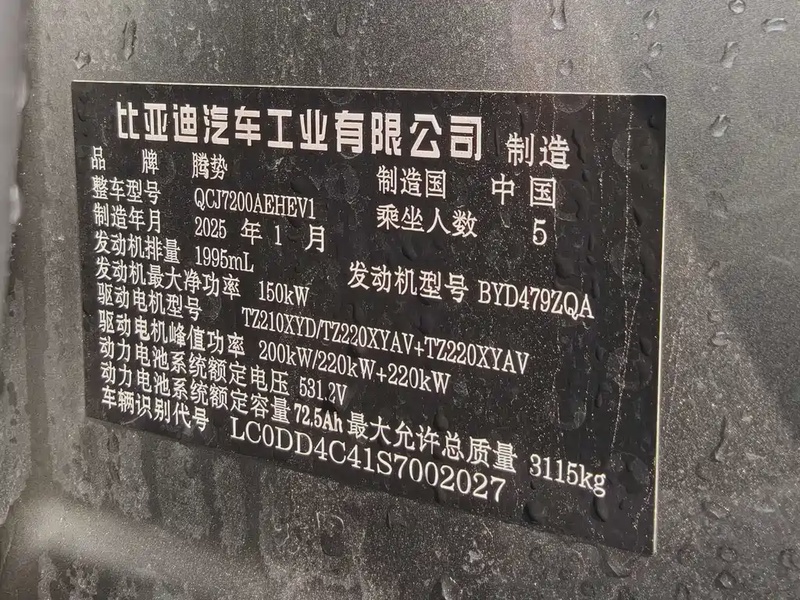 比亚迪汽车工业有限公司 制造
品 牌 腾势 制造国 中国
整车型号 QCJ7200AEHEV1 乘坐人数 5
制造年月 2025 年 1 月
发动机排量 1995mL 发动机型号 BYD479ZQA
发动机最大净功率 150kW
驱动电机型号 TZ210XYD/TZ220XYAV+TZ220XYAV
驱动电机峰值功率 200kW/220kW+220kW
动力电池系统额定电压 531.2V
动力电池系统额定容量 72.5Ah 最大允许总质量 3115kg
车辆识别代号 LC0DD4C41S7002027